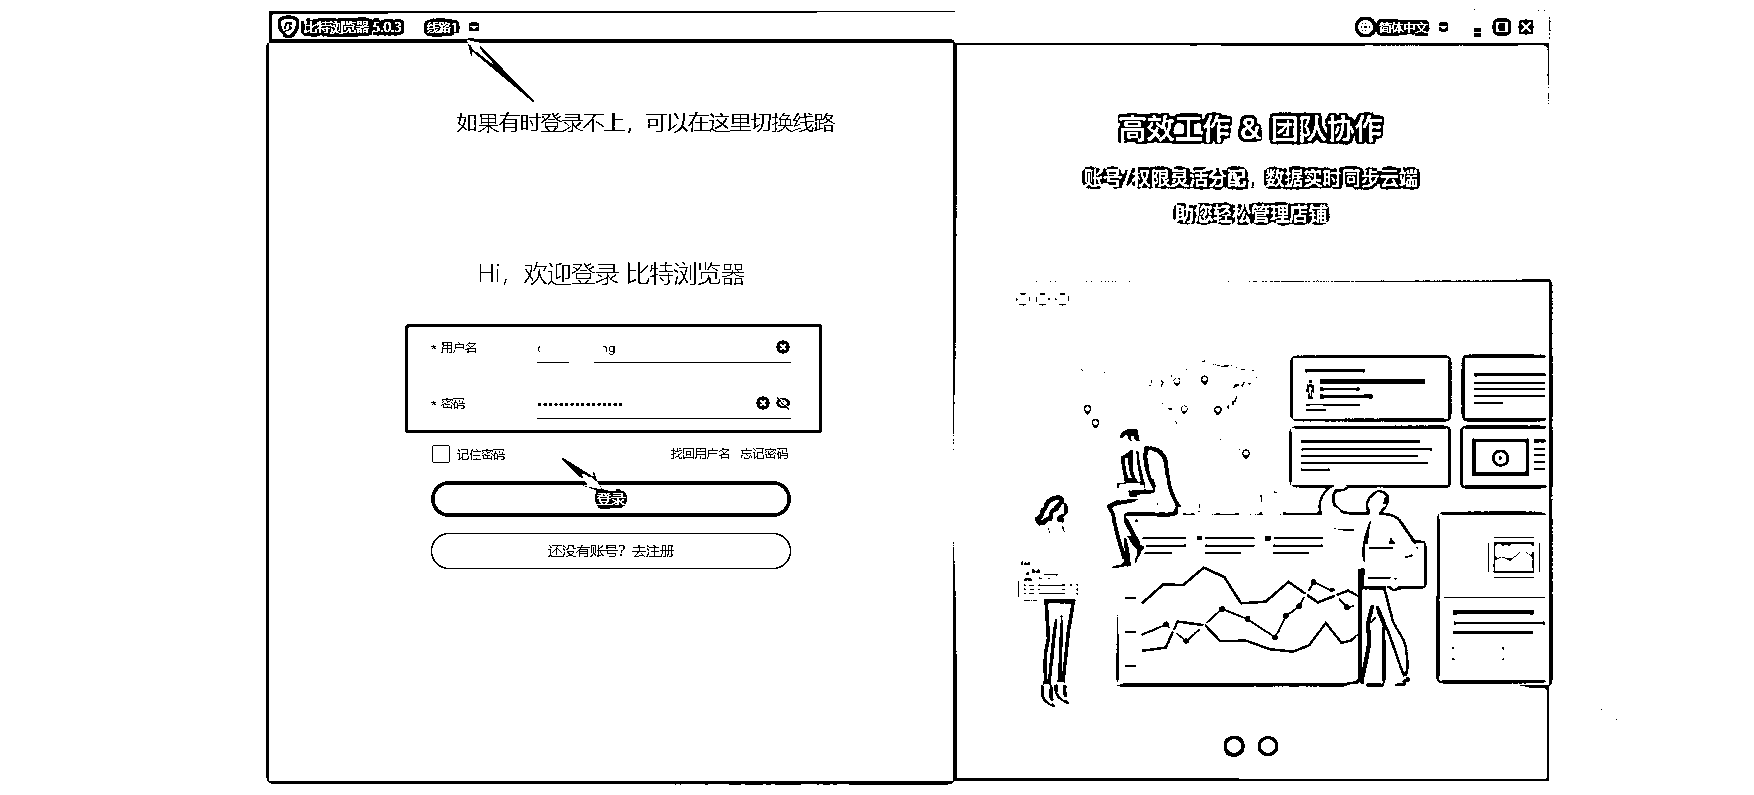 比特浏览器 5.0.3 线路1
简体中文
如果有时登录不上，可以在这里切换线路
Hi，欢迎登录 比特浏览器
* 用户名 ng
* 密码 ••••••••••••••••
记住密码 找回用户名 忘记密码
登录
还没有账号？去注册
高效工作 & 团队协作
账号/权限灵活分配，数据实时同步云端
助您轻松管理店铺